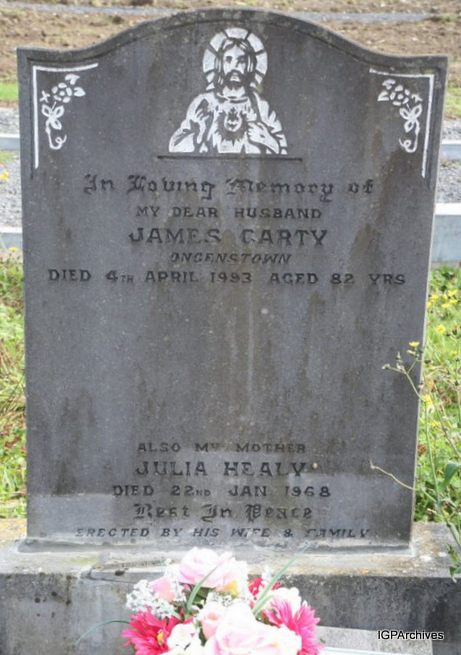 In Loving Memory of
MY DEAR HUSBAND
JAMES CARTY
ONGENSTOWN
DIED 4TH APRIL 1993 AGED 82 YRS
ALSO MY MOTHER
JULIA HEALY
DIED 22ND JAN 1968
Rest In Peace
ERECTED BY HIS WIFE & FAMILY
IGPArchives